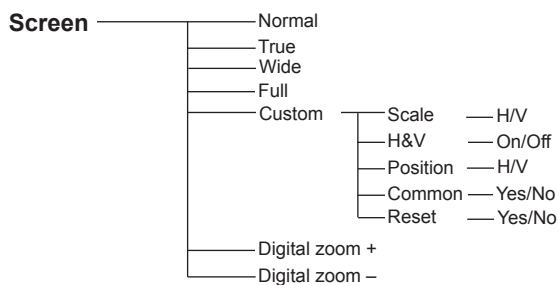 Screen Normal
True
Wide
Full
Custom Scale H/V
H&V On/Off
Position H/V
Common Yes/No
Reset Yes/No
Digital zoom +
Digital zoom –